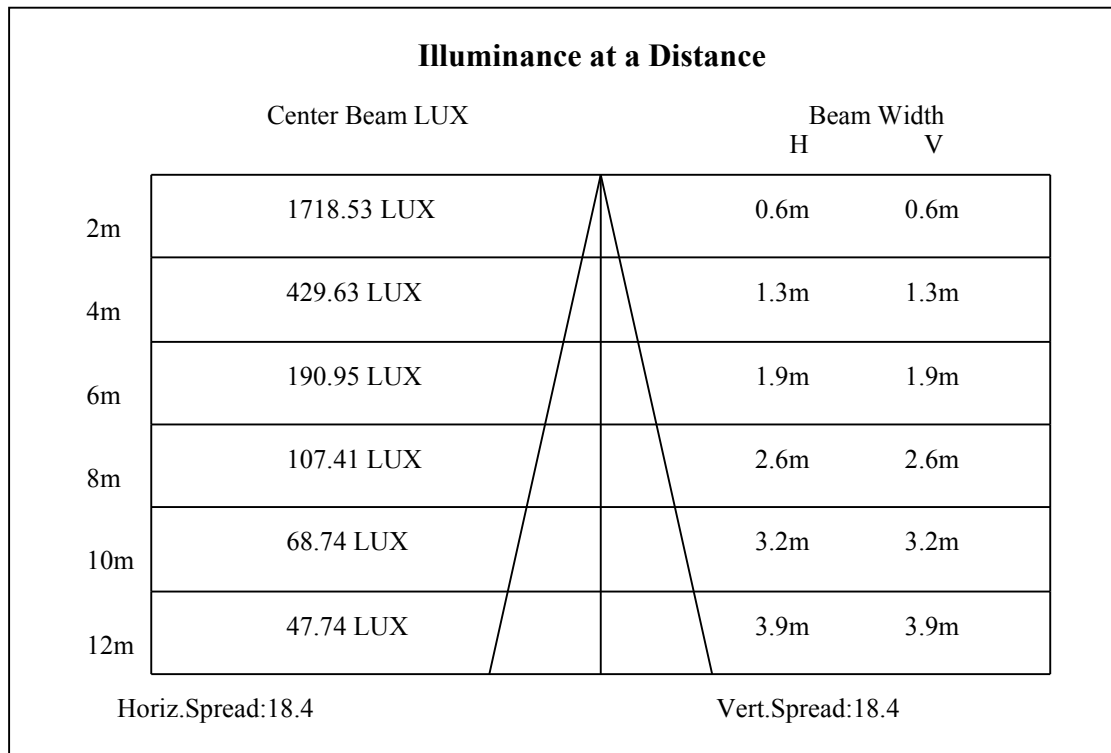 Illuminance at a Distance
Center Beam LUX Beam Width
H V
2m 1718.53 LUX 0.6m 0.6m
4m 429.63 LUX 1.3m 1.3m
6m 190.95 LUX 1.9m 1.9m
8m 107.41 LUX 2.6m 2.6m
10m 68.74 LUX 3.2m 3.2m
12m 47.74 LUX 3.9m 3.9m
Horiz.Spread:18.4 Vert.Spread:18.4